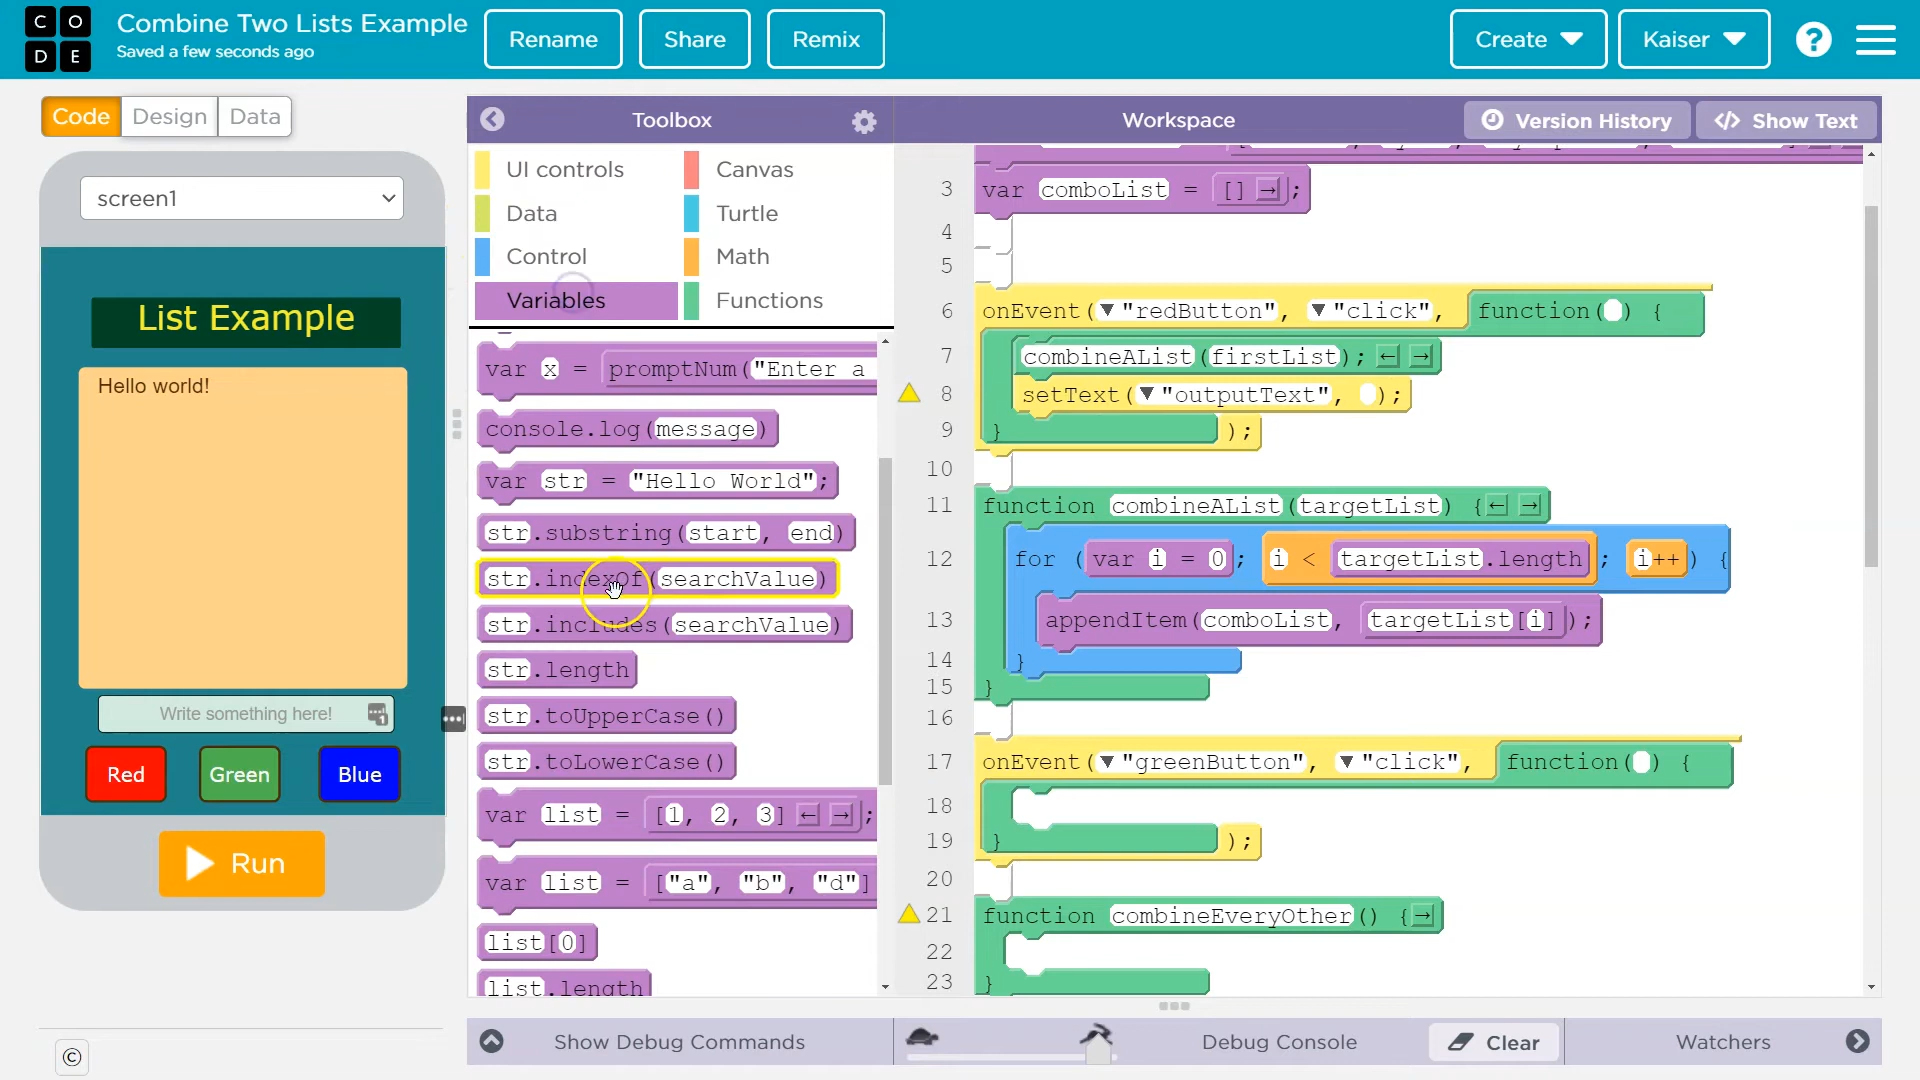 C O
D E
Combine Two Lists Example
Saved a few seconds ago
Rename
Share
Remix
Create
Kaiser
?
Code
Design
Data
screen1
List Example
Hello world!
Write something here!
Red
Green
Blue
Run
©
Toolbox
UI controls
Canvas
Data
Turtle
Control
Math
Variables
Functions
var x = promptNum("Enter a
console.log(message)
var str = "Hello World";
str.substring(start, end)
str.indexOf(searchValue)
str.includes(searchValue)
str.length
str.toUpperCase()
str.toLowerCase()
var list = [1, 2, 3] ← → ;
var list = ["a", "b", "d"]
list[0]
list.length
Workspace
Version History
</> Show Text
3 var comboList = [] → ;
4
5
6 onEvent(▼"redButton", ▼"click", function( ) {
7 combineAList(firstList); ← →
8 setText(▼"outputText", );
9 } );
10
11 function combineAList(targetList) { ← →
12 for (var i = 0; i < targetList.length; i++) {
13 appendItem(comboList, targetList[i]);
14 }
15 }
16
17 onEvent(▼"greenButton", ▼"click", function( ) {
18
19 } );
20
21 function combineEveryOther() { →
22
23 }
Show Debug Commands
Debug Console
Clear
Watchers